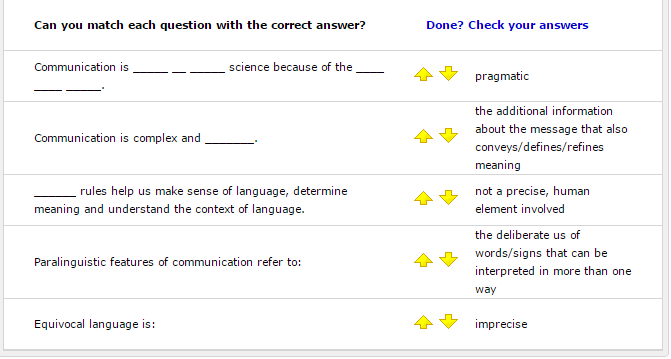 Can you match each question with the correct answer?
Done? Check your answers
Communication is _____ __ _____ science because of the ____
____ _____.
pragmatic
Communication is complex and _______.
the additional information
about the message that also
conveys/defines/refines
meaning
______ rules help us make sense of language, determine
meaning and understand the context of language.
not a precise, human
element involved
Paralinguistic features of communication refer to:
the deliberate us of
words/signs that can be
interpreted in more than one
way
Equivocal language is:
imprecise